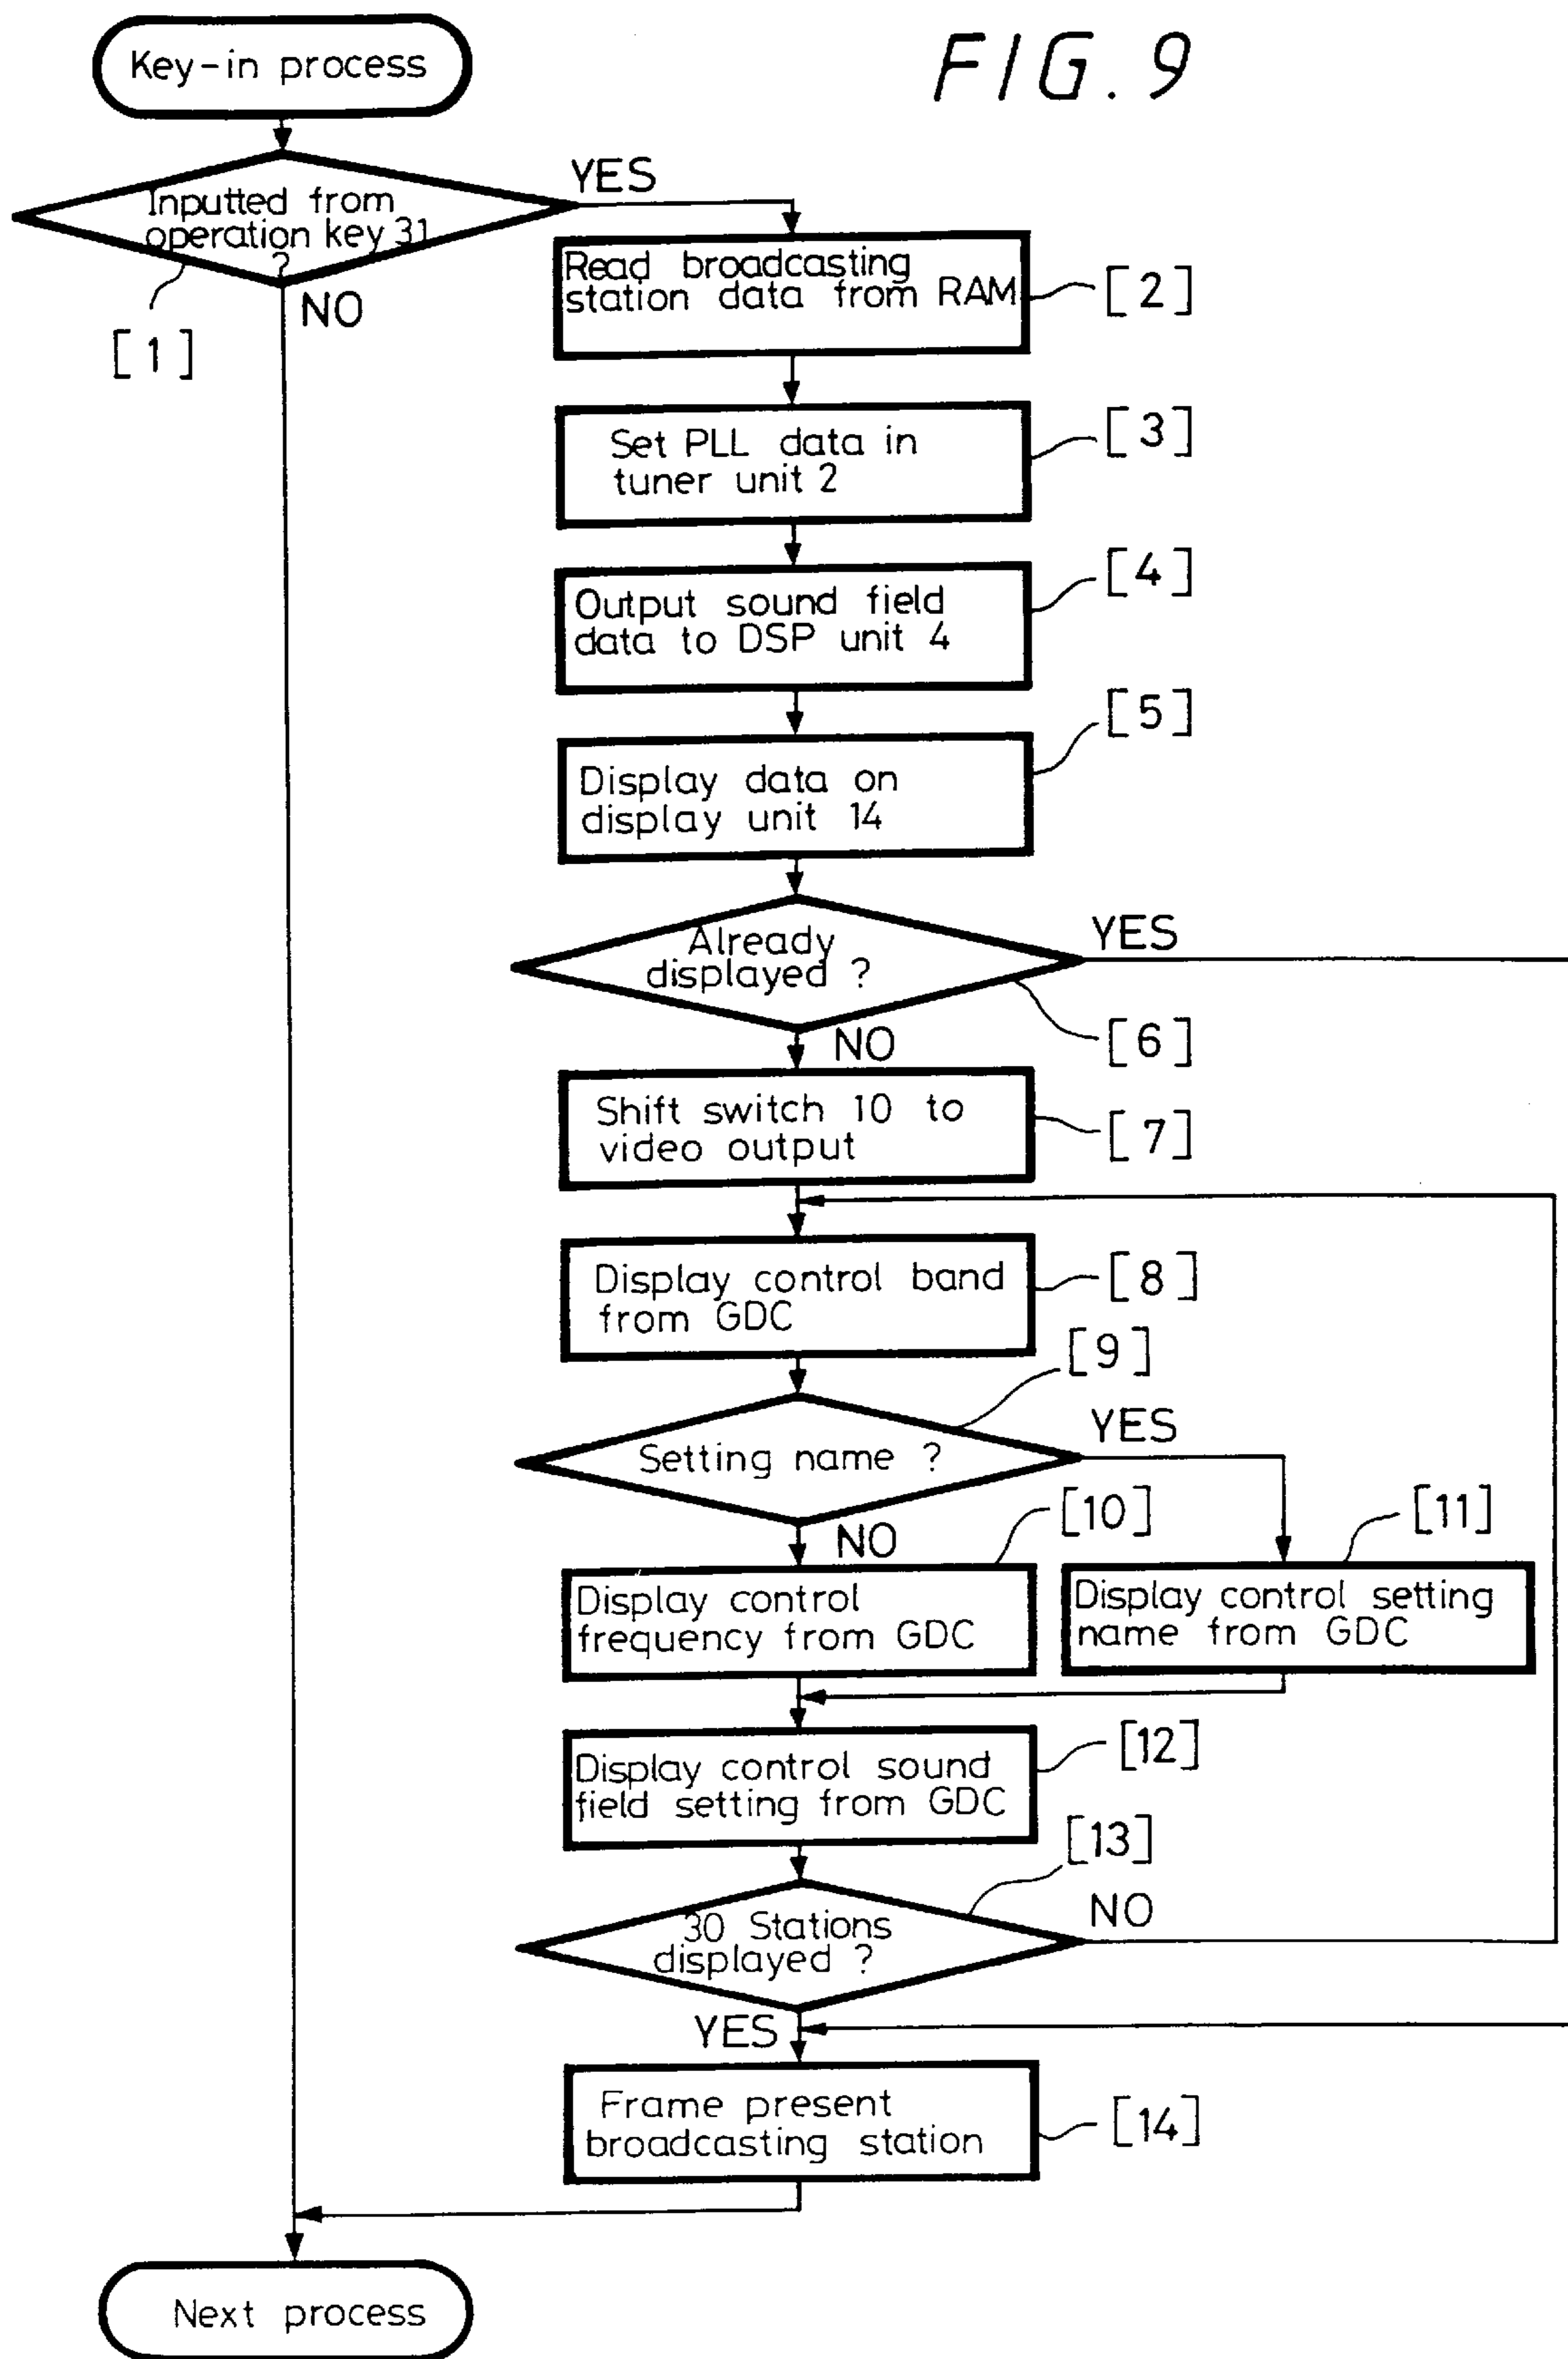 FIG. 9
Key-in process
Inputted from
operation key 31
?
YES
NO
[1]
Read broadcasting
station data from RAM
[2]
Set PLL data in
tuner unit 2
[3]
Output sound field
data to DSP unit 4
[4]
Display data on
display unit 14
[5]
Already
displayed ?
YES
NO
[6]
Shift switch 10 to
video output
[7]
Display control band
from GDC
[8]
Setting name ?
[9]
YES
NO
Display control
frequency from GDC
[10]
Display control setting
name from GDC
[11]
Display control sound
field setting from GDC
[12]
30 Stations
displayed ?
[13]
NO
YES
Frame present
broadcasting station
[14]
Next process